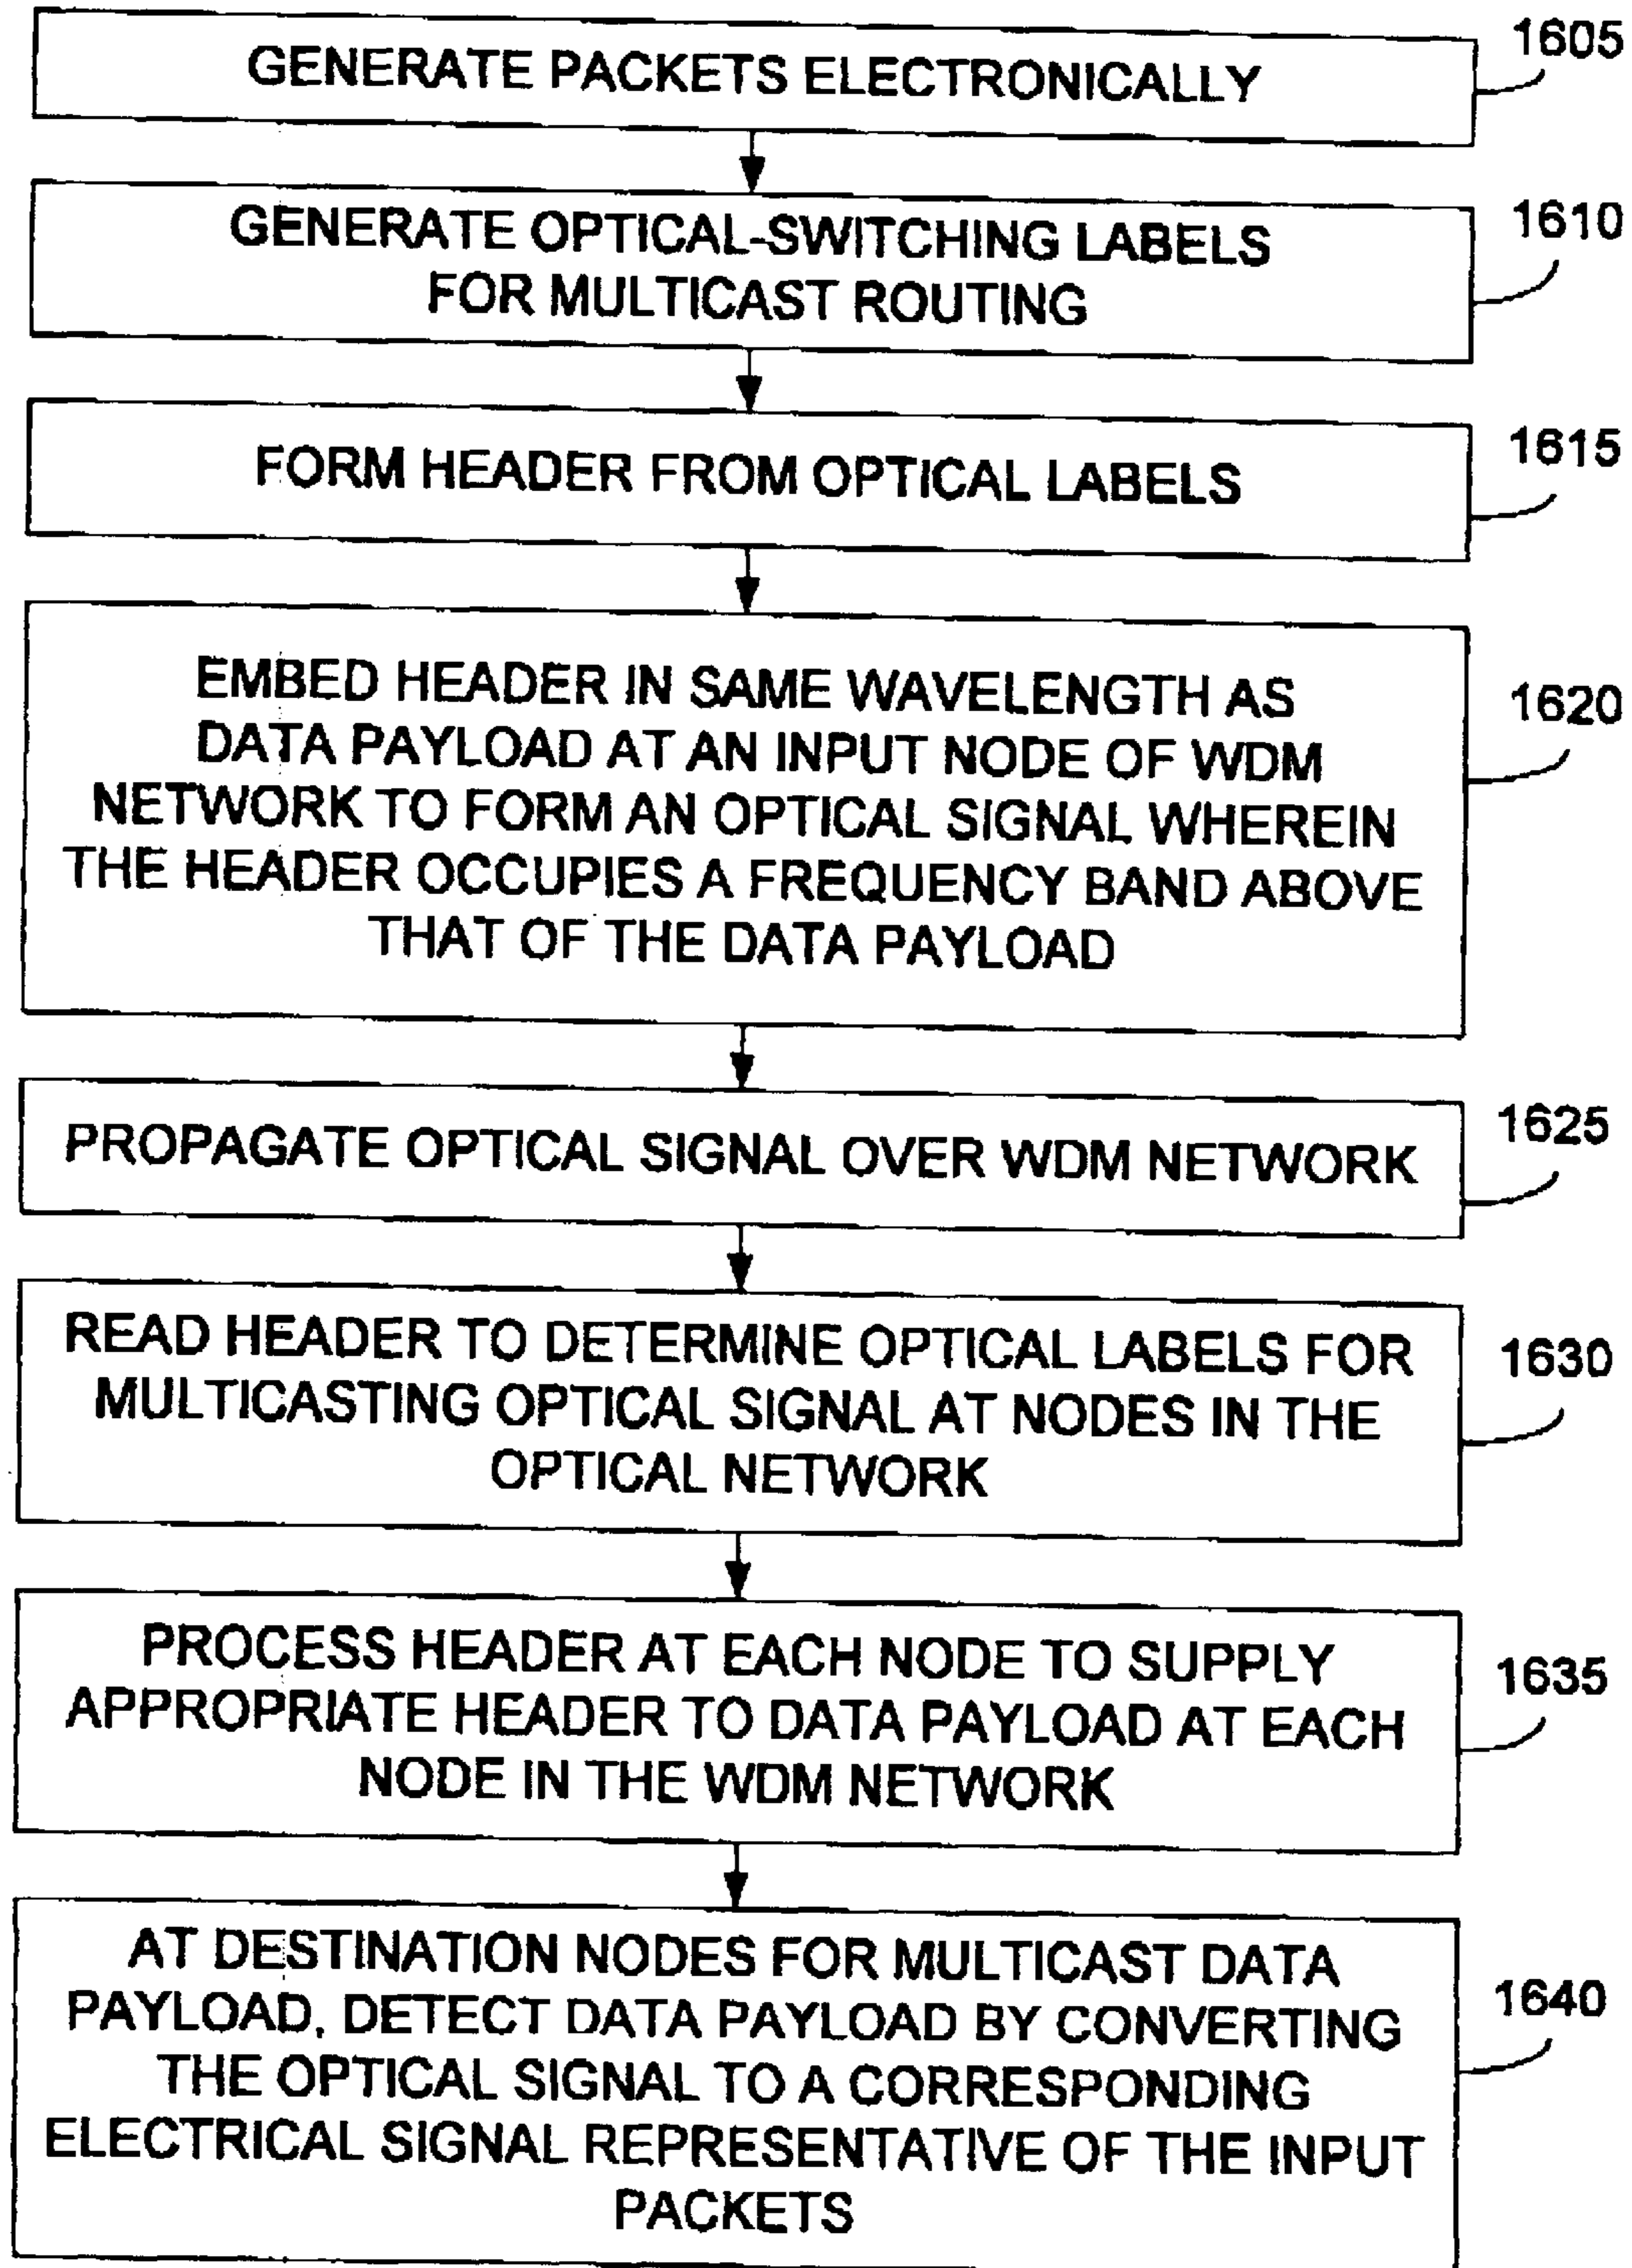 GENERATE PACKETS ELECTRONICALLY
1605
GENERATE OPTICAL-SWITCHING LABELS
FOR MULTICAST ROUTING
1610
FORM HEADER FROM OPTICAL LABELS
1615
EMBED HEADER IN SAME WAVELENGTH AS
DATA PAYLOAD AT AN INPUT NODE OF WDM
NETWORK TO FORM AN OPTICAL SIGNAL WHEREIN
THE HEADER OCCUPIES A FREQUENCY BAND ABOVE
THAT OF THE DATA PAYLOAD
1620
PROPAGATE OPTICAL SIGNAL OVER WDM NETWORK
1625
READ HEADER TO DETERMINE OPTICAL LABELS FOR
MULTICASTING OPTICAL SIGNAL AT NODES IN THE
OPTICAL NETWORK
1630
PROCESS HEADER AT EACH NODE TO SUPPLY
APPROPRIATE HEADER TO DATA PAYLOAD AT EACH
NODE IN THE WDM NETWORK
1635
AT DESTINATION NODES FOR MULTICAST DATA
PAYLOAD, DETECT DATA PAYLOAD BY CONVERTING
THE OPTICAL SIGNAL TO A CORRESPONDING
ELECTRICAL SIGNAL REPRESENTATIVE OF THE INPUT
PACKETS
1640